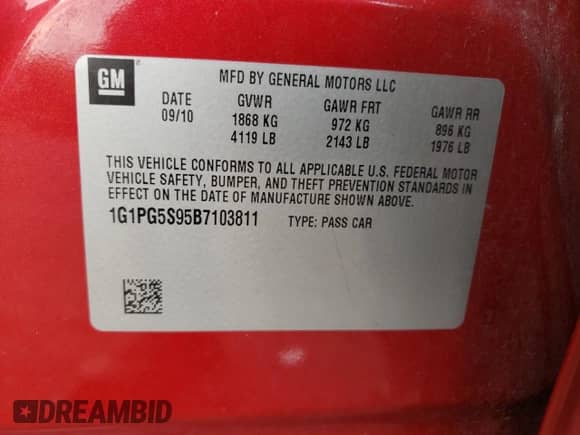 GM
MFD BY GENERAL MOTORS LLC
DATE GVWR GAWR FRT GAWR RR
09/10 1868 KG 972 KG 896 KG
4119 LB 2143 LB 1976 LB
THIS VEHICLE CONFORMS TO ALL APPLICABLE U.S. FEDERAL MOTOR
VEHICLE SAFETY, BUMPER, AND THEFT PREVENTION STANDARDS IN
EFFECT ON THE DATE OF MANUFACTURE SHOWN ABOVE.
1G1PG5S95B7103811 TYPE: PASS CAR
DREAMBID